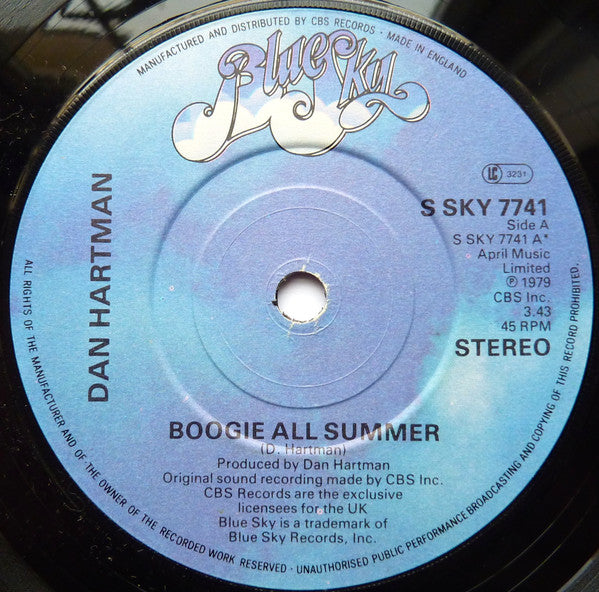 MANUFACTURED AND DISTRIBUTED BY CBS RECORDS · MADE IN ENGLAND
Blue Sky
DAN HARTMAN
LC 3231
S SKY 7741
Side A
S SKY 7741 A*
April Music
Limited
℗ 1979
CBS Inc.
3.43
45 RPM
STEREO
BOOGIE ALL SUMMER
(D. Hartman)
Produced by Dan Hartman
Original sound recording made by CBS Inc.
CBS Records are the exclusive
licensees for the UK
Blue Sky is a trademark of
Blue Sky Records, Inc.
ALL RIGHTS OF THE MANUFACTURER AND OF THE OWNER OF THE RECORDED WORK RESERVED · UNAUTHORISED PUBLIC PERFORMANCE BROADCASTING AND COPYING OF THIS RECORD PROHIBITED.